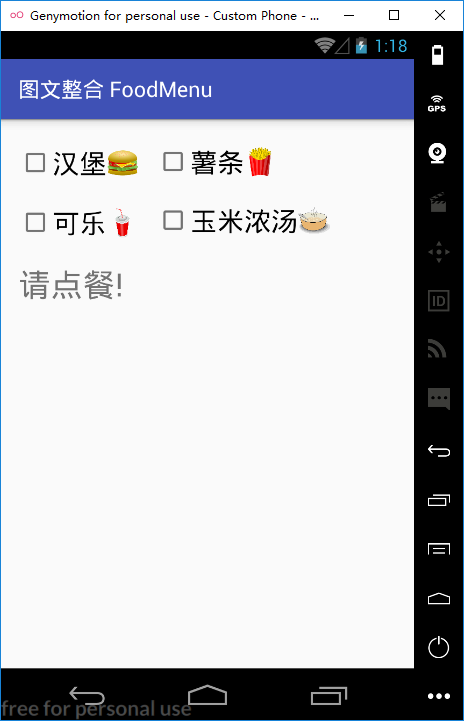 Genymotion for personal use - Custom Phone - ...
1:18
图文整合 FoodMenu
GPS
汉堡 薯条
可乐 玉米浓汤
ID
请点餐!
free for personal use